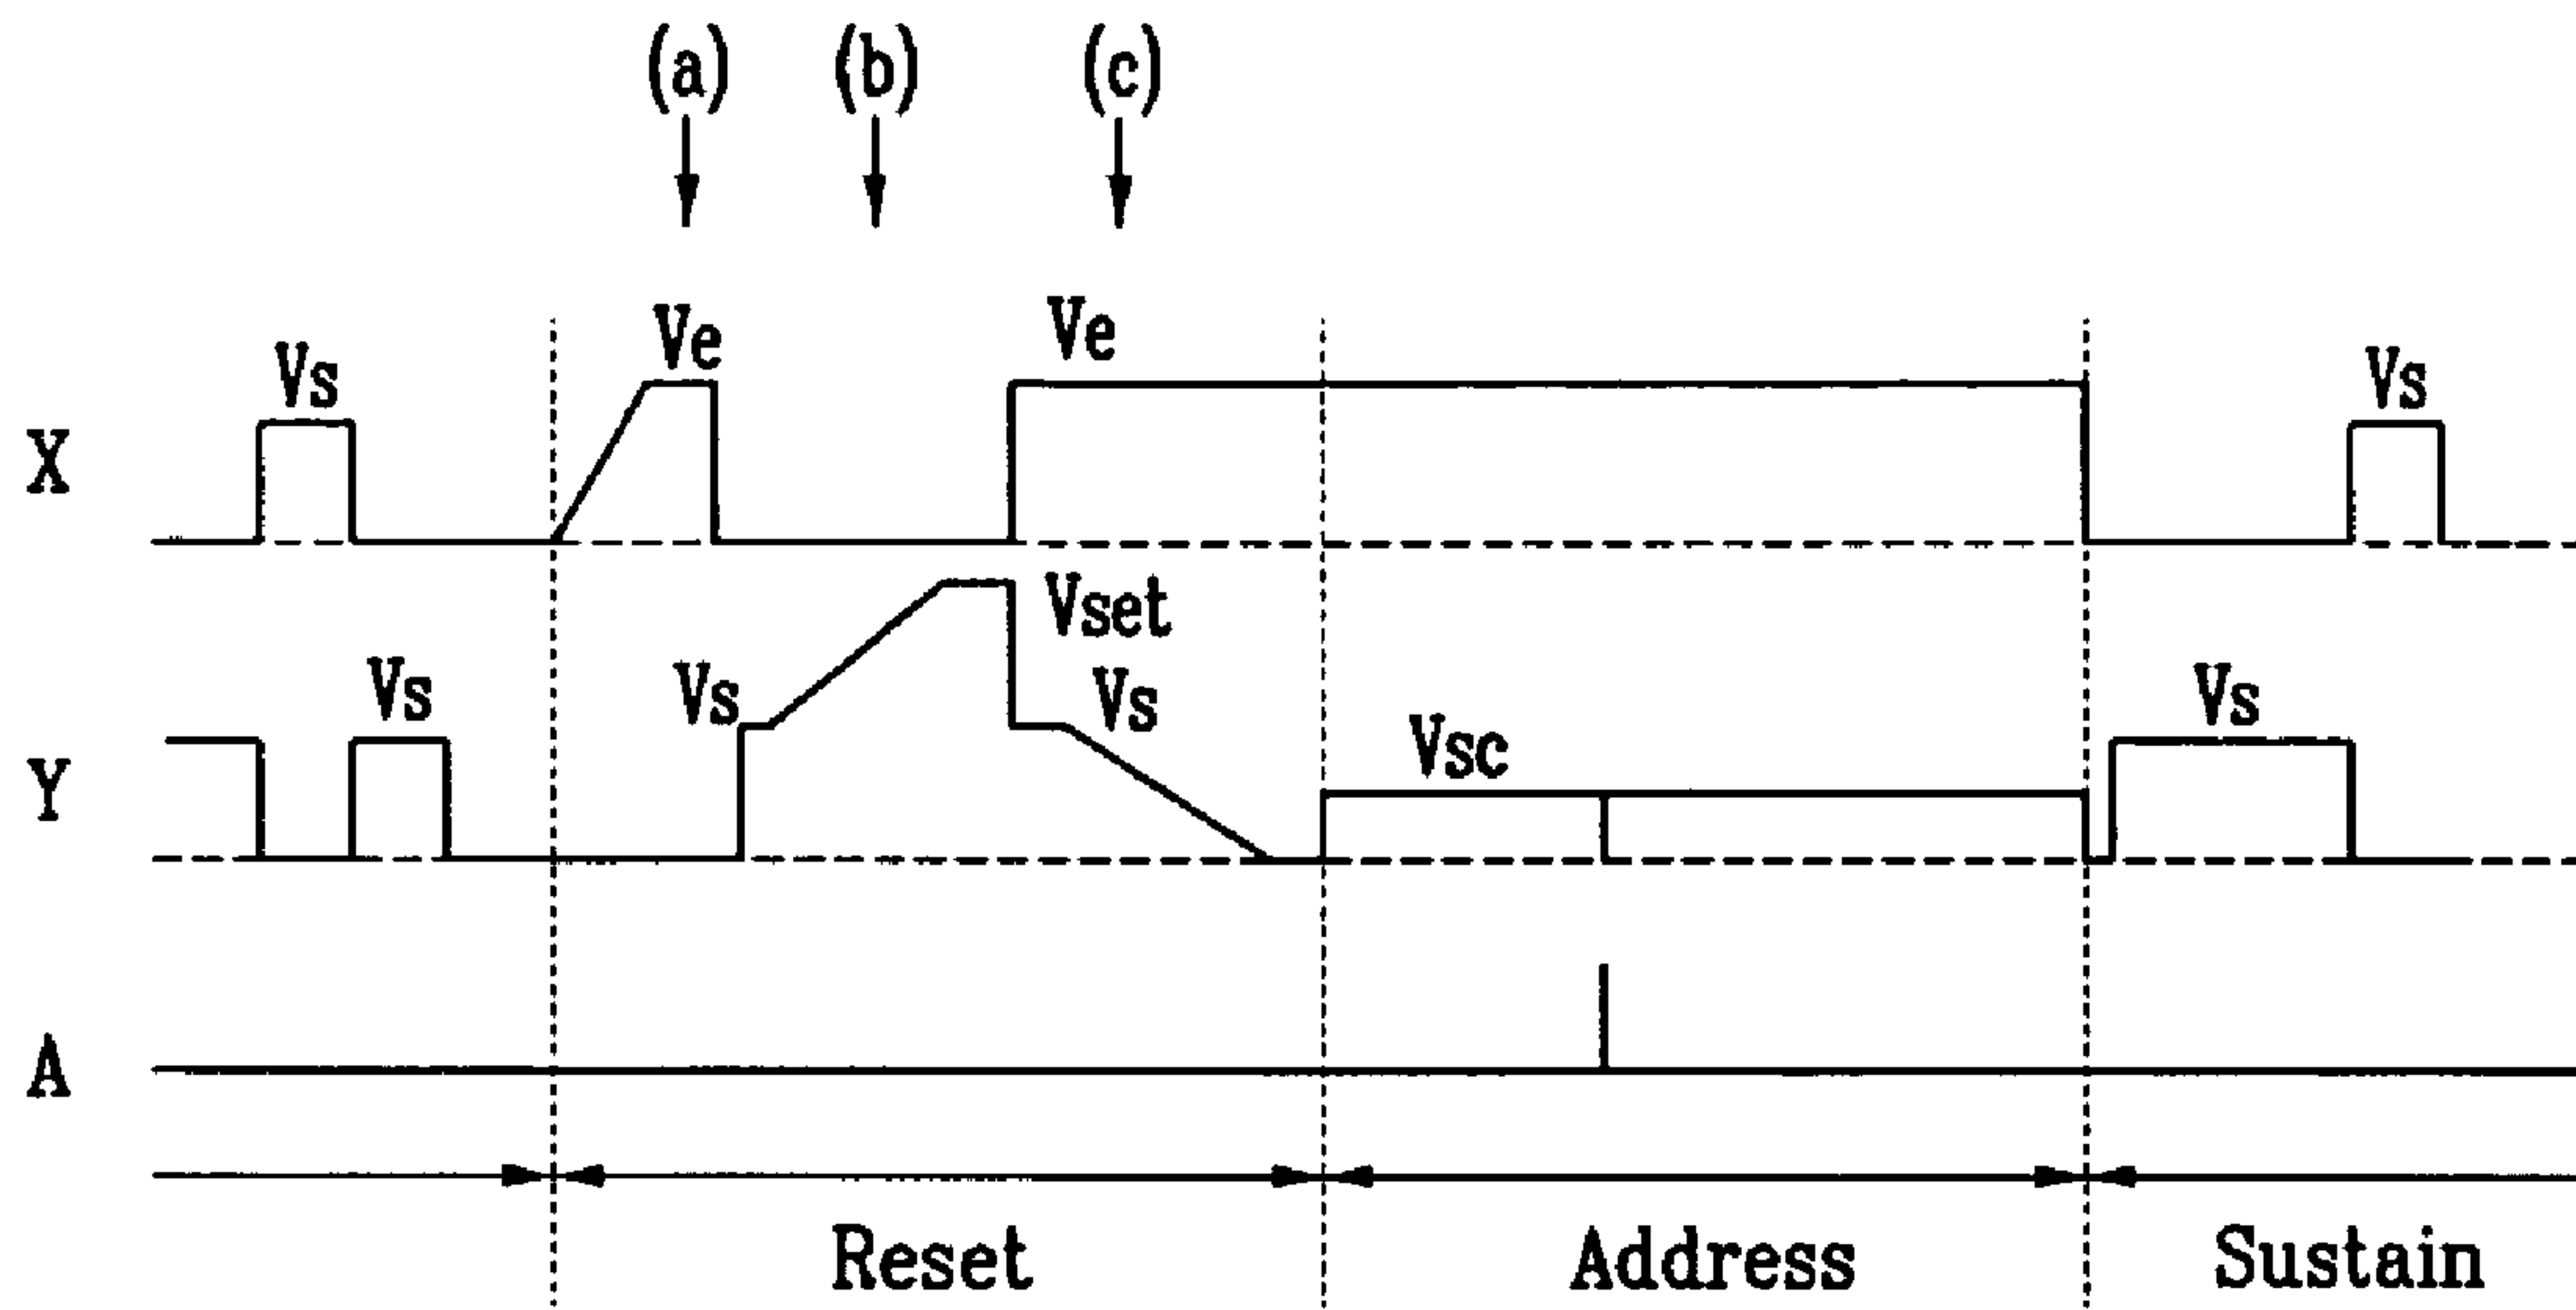 (a) (b) (c)
Ve Ve
Vs Vs
X
Vset
Vs Vs Vs Vs
Vsc
Y
A
Reset Address Sustain